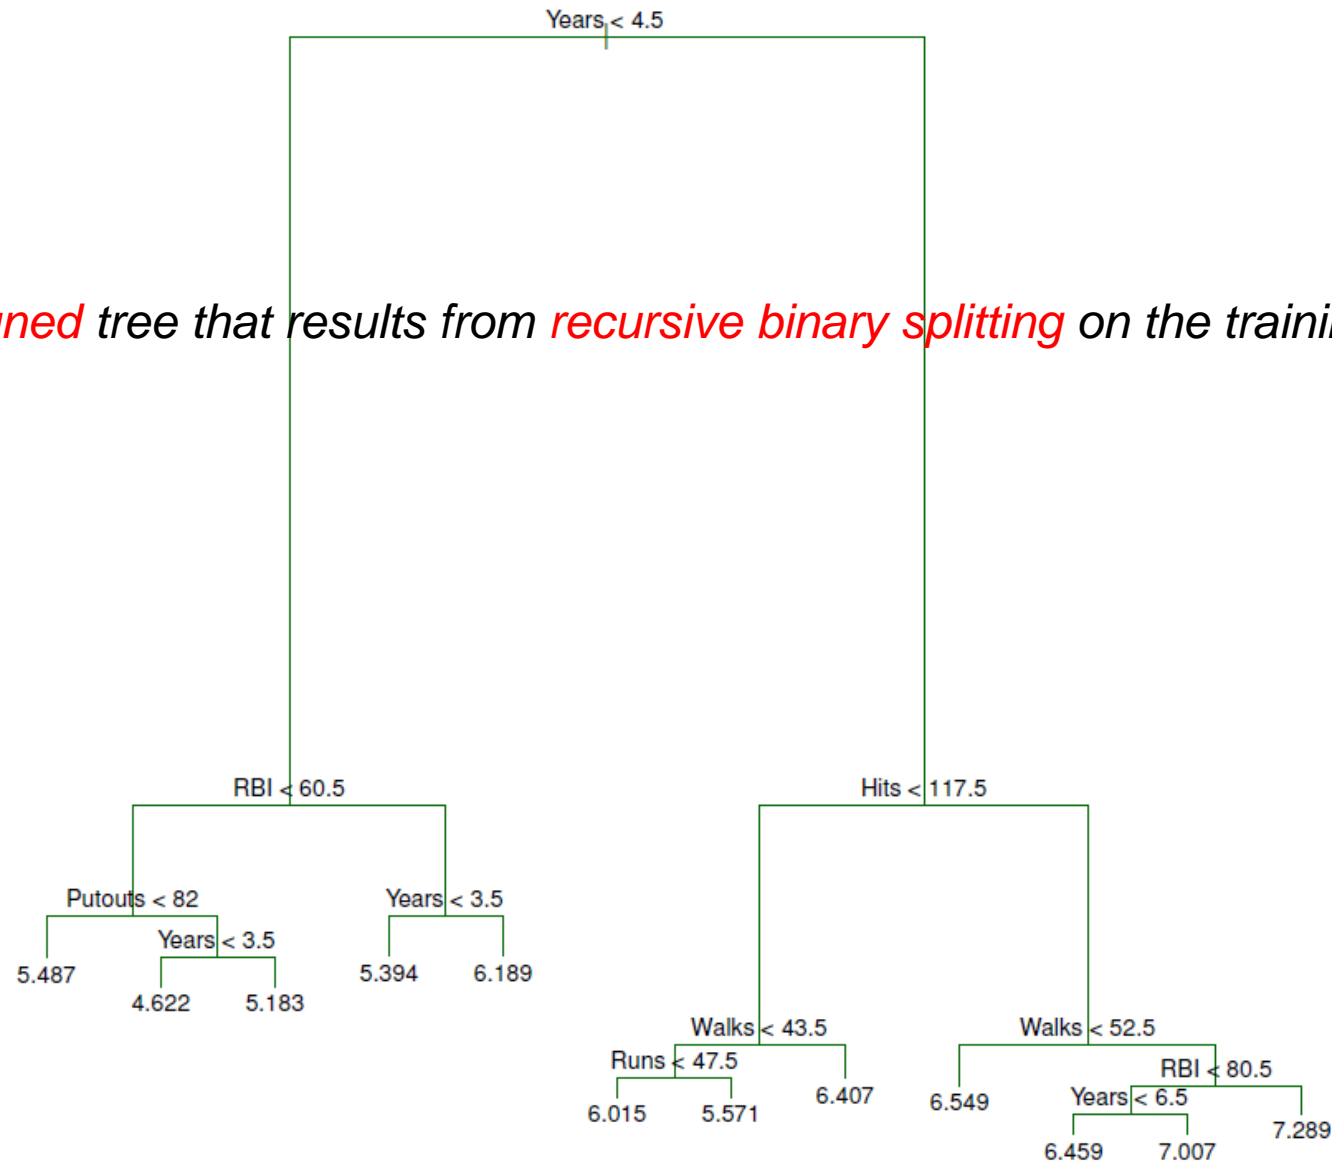 Years < 4.5
ned tree that results from recursive binary splitting on the traini
RBI < 60.5
Hits < 117.5
Putouts < 82
Years < 3.5
Years < 3.5
5.487
5.394
6.189
4.622
5.183
Walks < 43.5
Walks < 52.5
Runs < 47.5
RBI < 80.5
6.407
6.549
Years < 6.5
6.015
5.571
7.289
6.459
7.007